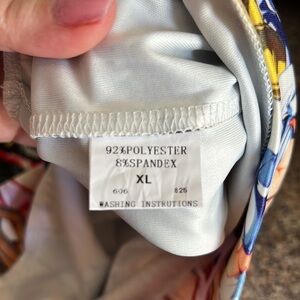 92%POLYESTER
8%SPANDEX
XL
606 825
WASHING INSTRUTIONS